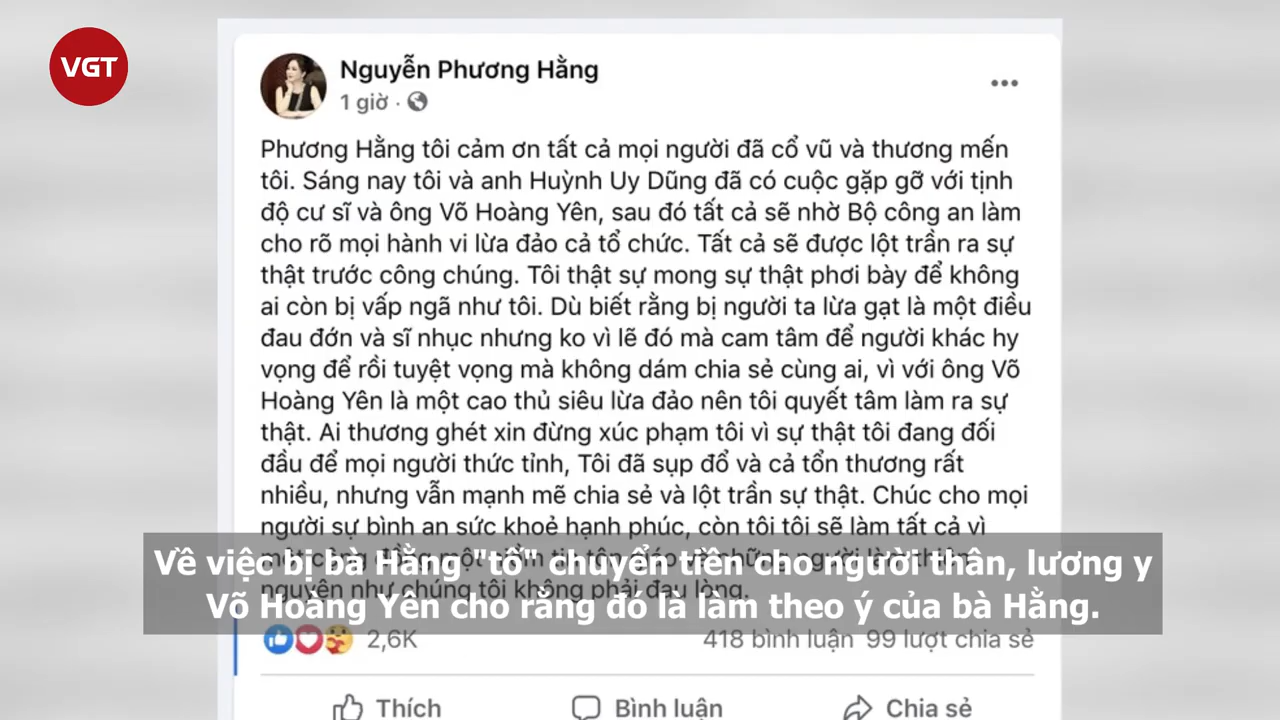 VGT
Nguyễn Phương Hằng
1 giờ ·
Phương Hằng tôi cảm ơn tất cả mọi người đã cổ vũ và thương mến
tôi. Sáng nay tôi và anh Huỳnh Uy Dũng đã có cuộc gặp gỡ với tịnh
độ cư sĩ và ông Võ Hoàng Yên, sau đó tất cả sẽ nhờ Bộ công an làm
cho rõ mọi hành vi lừa đảo cả tổ chức. Tất cả sẽ được lột trần ra sự
thật trước công chúng. Tôi thật sự mong sự thật phơi bày để không
ai còn bị vấp ngã như tôi. Dù biết rằng bị người ta lừa gạt là một điều
đau đớn và sĩ nhục nhưng ko vì lẽ đó mà cam tâm để người khác hy
vọng để rồi tuyệt vọng mà không dám chia sẻ cùng ai, vì với ông Võ
Hoàng Yên là một cao thủ siêu lừa đảo nên tôi quyết tâm làm ra sự
thật. Ai thương ghét xin đừng xúc phạm tôi vì sự thật tôi đang đối
đầu để mọi người thức tỉnh, Tôi đã sụp đổ và cả tổn thương rất
nhiều, nhưng vẫn mạnh mẽ chia sẻ và lột trần sự thật. Chúc cho mọi
người sự bình an sức khoẻ hạnh phúc, còn tôi tôi sẽ làm tất cả vì
nguyện như chúng tôi không phải đau lòng.
Về việc bị bà Hằng "tố" chuyển tiền cho người thân, lương y
Võ Hoàng Yên cho rằng đó là làm theo ý của bà Hằng.
2,6K 418 bình luận 99 lượt chia sẻ
Thích Bình luận Chia sẻ